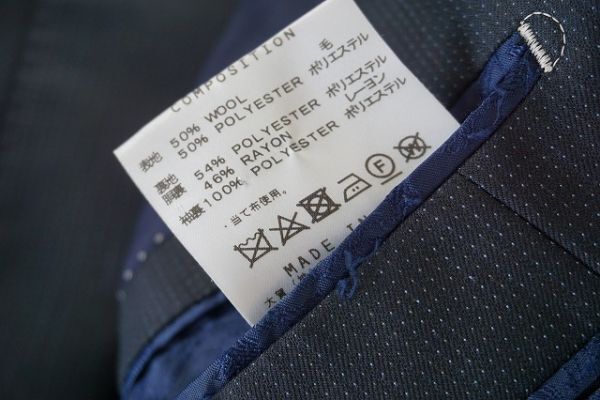 COMPOSITION
表地 50% WOOL 毛
50% POLYESTER ポリエステル
裏地 54% POLYESTER ポリエステル
胴裏 46% RAYON レーヨン
袖裏 100% POLYESTER ポリエステル
・当て布使用。
F W
MADE IN